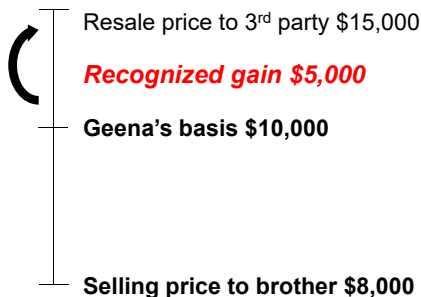 Resale price to 3rd party $15,000
Recognized gain $5,000
Geena’s basis $10,000
Selling price to brother $8,000